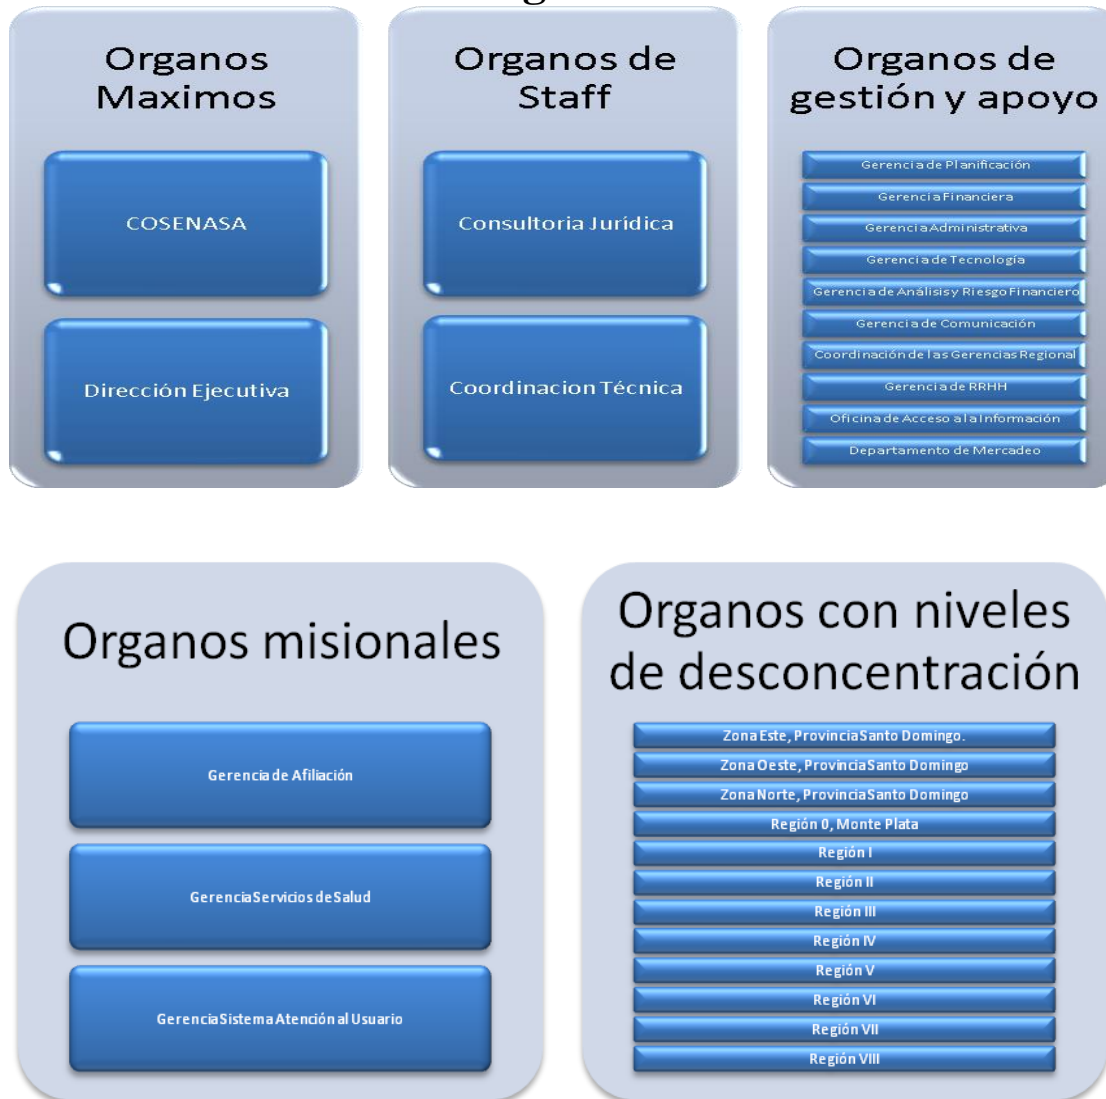 Organos
Maximos
COSENASA
Dirección Ejecutiva
Organos de
Staff
Consultoria Jurídica
Coordinacion Técnica
Organos de
gestión y apoyo
Gerencia de Planificación
Gerencia Financiera
Gerencia Administrativa
Gerencia de Tecnología
Gerencia de Análisis y Riesgo Financiero
Gerencia de Comunicación
Coordinación de las Gerencias Regional
Gerencia de RRHH
Oficina de Acceso a la Información
Departamento de Mercadeo
Organos misionales
Gerencia de Afiliación
Gerencia Servicios de Salud
Gerencia Sistema Atención al Usuario
Organos con niveles
de desconcentración
Zona Este, Provincia Santo Domingo.
Zona Oeste, Provincia Santo Domingo
Zona Norte, Provincia Santo Domingo
Región 0, Monte Plata
Región I
Región II
Región III
Región IV
Región V
Región VI
Región VII
Región VIII